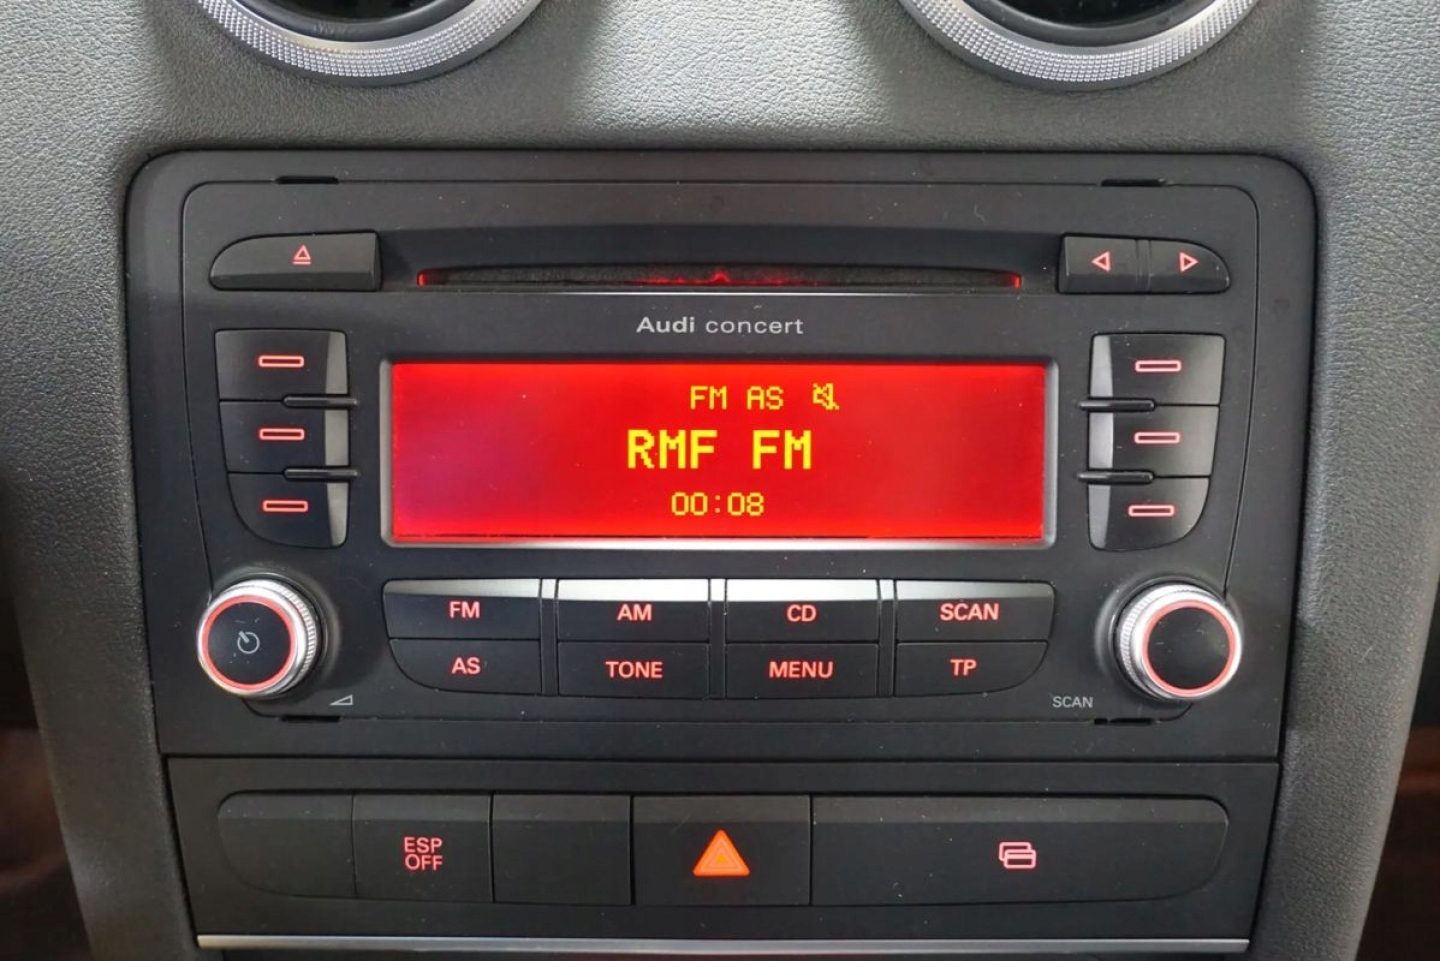 Audi concert
FM AS
RMF FM
00:08
FM AM CD SCAN
AS TONE MENU TP
SCAN
ESP
OFF